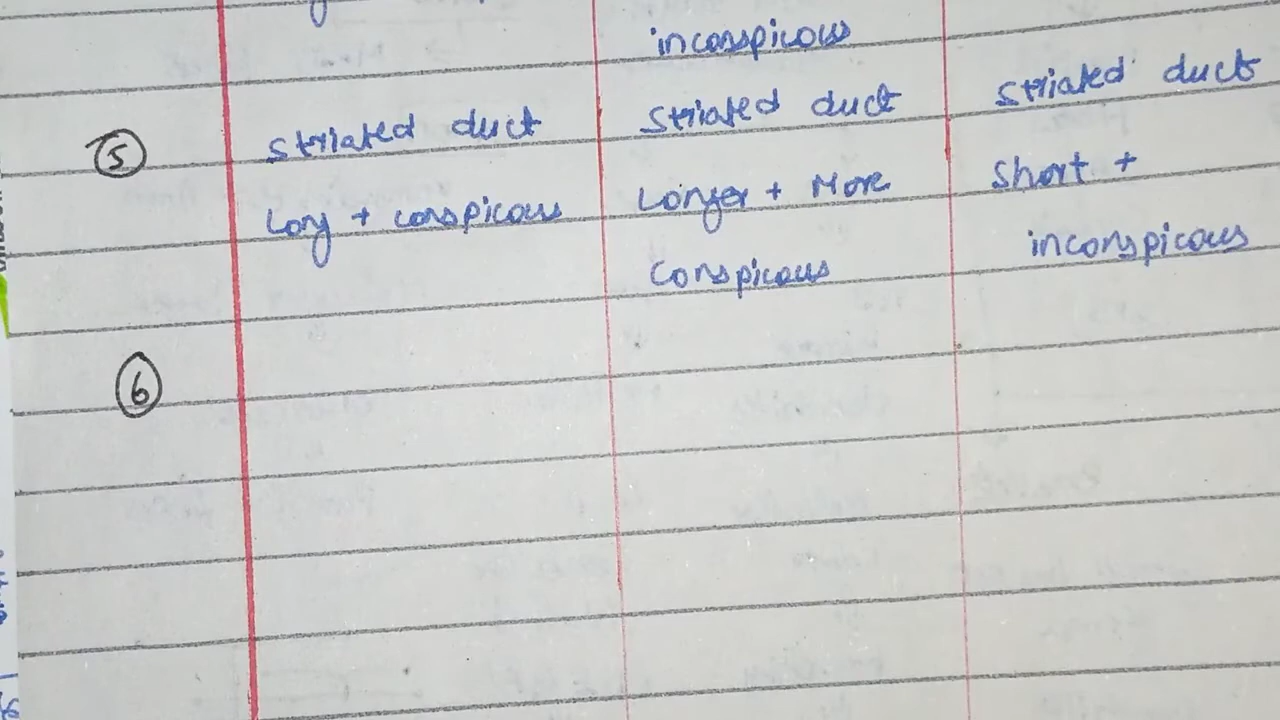 inconspicous
5
Striated duct
Long + conspicous
Striated duct
Longer + More
Conspicous
Striated duct
Short +
inconspicous
6